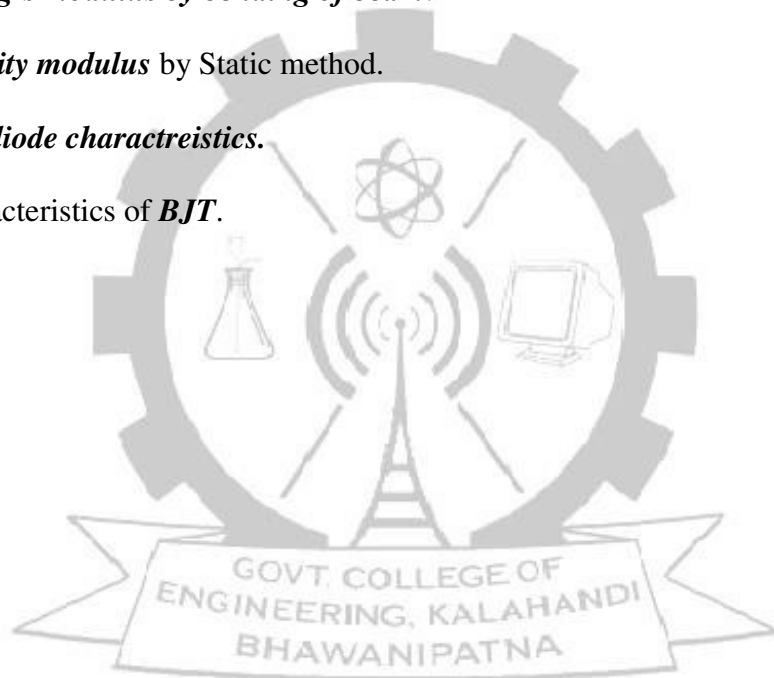 ity modulus by Static method.
diode charactreistics.
acteristics of BJT.
GOVT. COLLEGE OF
ENGINEERING, KALAHANDI
BHAWANIPATNA